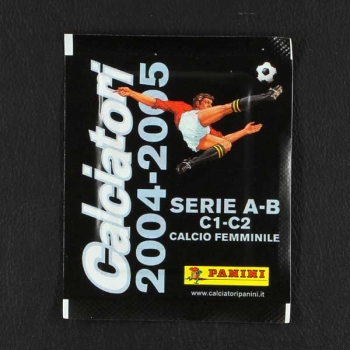 Calciatori
2004-2005
SERIE A-B
C1-C2
CALCIO FEMMINILE
PANINI
www.calciatoripanini.it